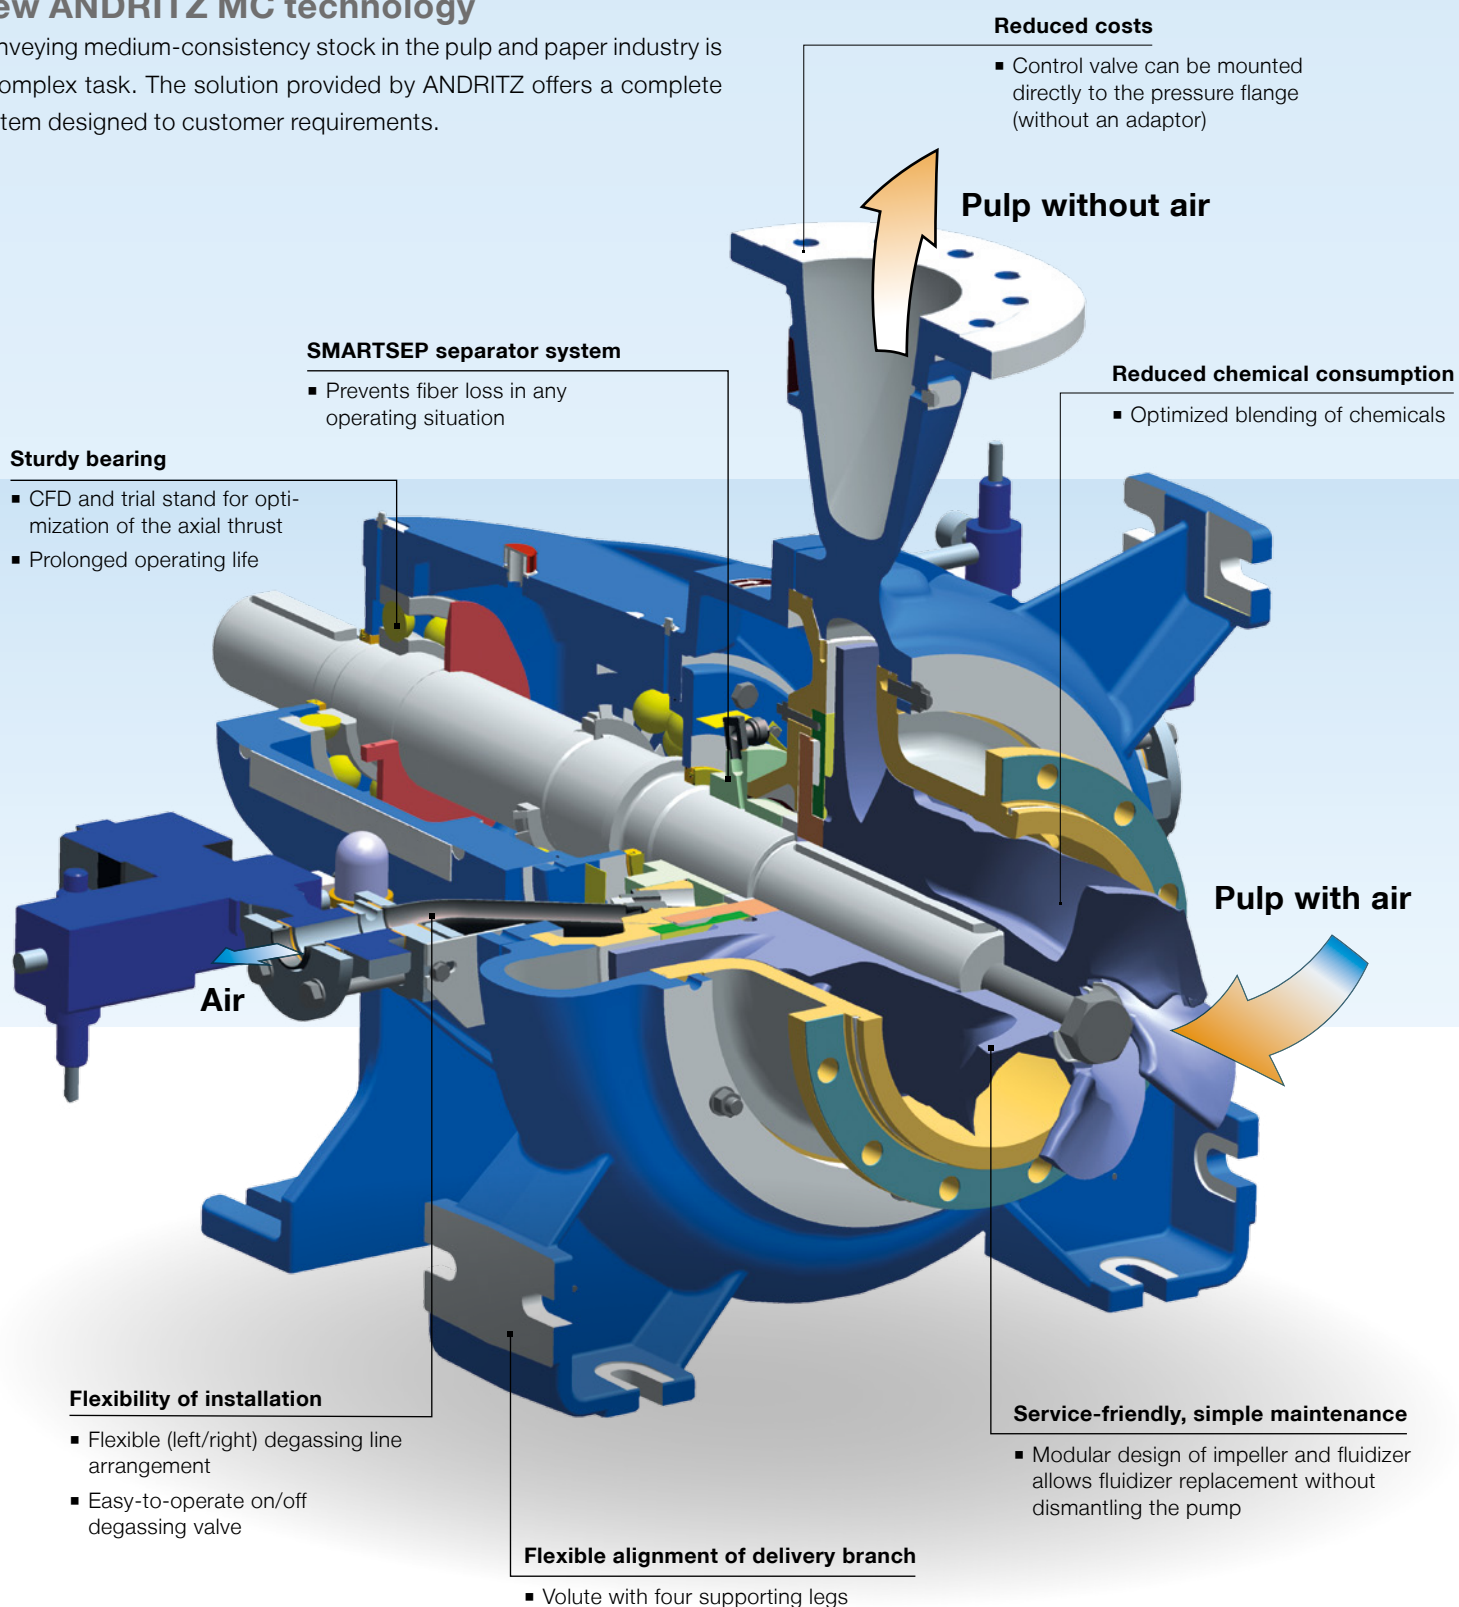 ew ANDRITZ MC technology
nveying medium-consistency stock in the pulp and paper industry is
omplex task. The solution provided by ANDRITZ offers a complete
tem designed to customer requirements.
Reduced costs
▪ Control valve can be mounted
directly to the pressure flange
(without an adaptor)
Pulp without air
SMARTSEP separator system
▪ Prevents fiber loss in any
operating situation
Reduced chemical consumption
▪ Optimized blending of chemicals
Sturdy bearing
▪ CFD and trial stand for opti-
mization of the axial thrust
▪ Prolonged operating life
Pulp with air
Air
Flexibility of installation
▪ Flexible (left/right) degassing line
arrangement
▪ Easy-to-operate on/off
degassing valve
Service-friendly, simple maintenance
▪ Modular design of impeller and fluidizer
allows fluidizer replacement without
dismantling the pump
Flexible alignment of delivery branch
▪ Volute with four supporting legs